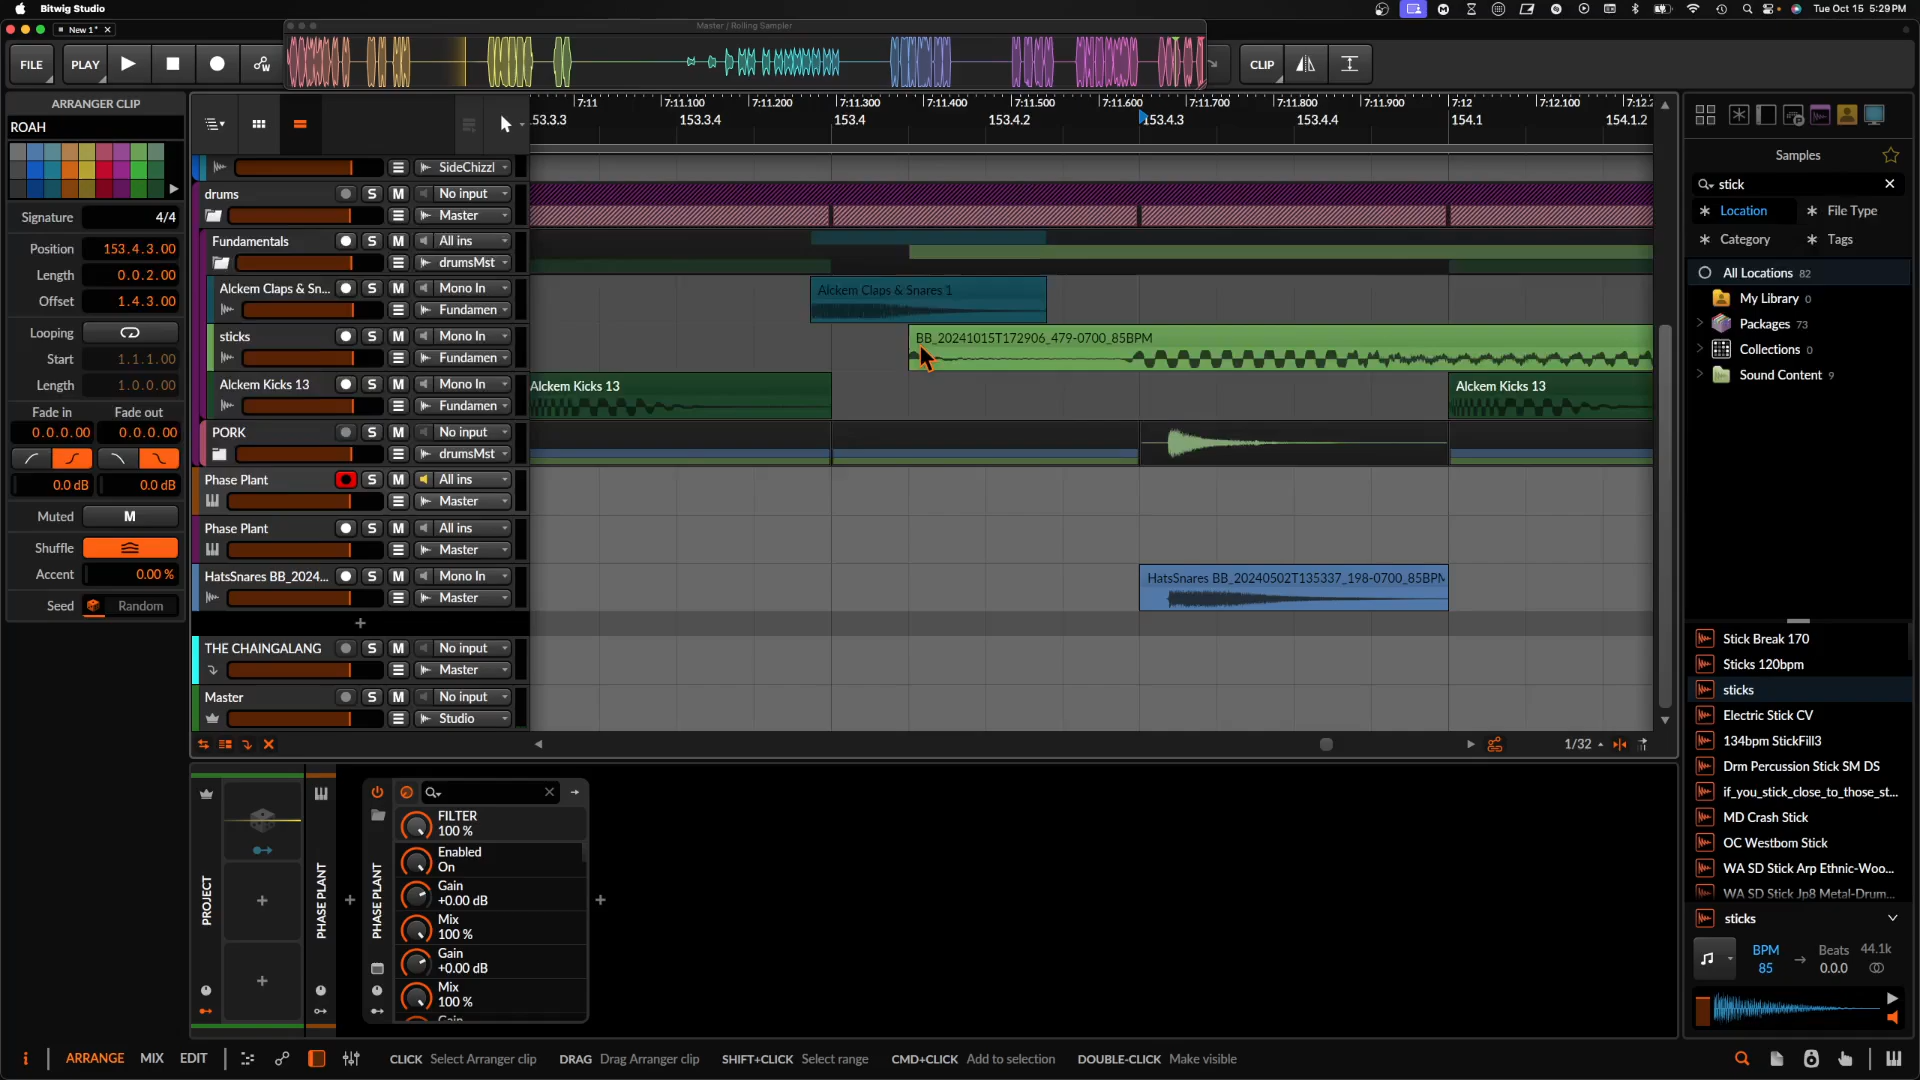 Bitwig Studio
Tue Oct 15 5:29PM
New 1*
Master / Rolling Sampler
FILE
PLAY
CLIP
ARRANGER CLIP
ROAH
Signature 4/4
Position 153.4.3.00
Length 0.0.2.00
Offset 1.4.3.00
Looping
Start 1.1.1.00
Length 1.0.0.00
Fade in Fade out
0.0.0.00 0.0.0.00
0.0 dB 0.0 dB
Muted M
Shuffle
Accent 0.00 %
Seed Random
7:11 7:11.100 7:11.200 7:11.300 7:11.400 7:11.500 7:11.600 7:11.700 7:11.800 7:11.900 7:12 7:12.100 7:12.2
53.3.3 153.3.4 153.4 153.4.2 153.4.3 153.4.4 154.1 154.1.2
SideChizzl
drums S M No input
Master
Fundamentals S M All ins
drumsMst
Alckem Claps & Sn... S M Mono In
Fundamen
Alckem Claps & Snares 1
sticks S M Mono In
Fundamen
BB_20241015T172906_479-0700_85BPM
Alckem Kicks 13 S M Mono In
Fundamen
Alckem Kicks 13
Alckem Kicks 13
PORK S M No input
drumsMst
Phase Plant S M All ins
Master
Phase Plant S M All ins
Master
HatsSnares BB_2024... S M Mono In
Master
HatsSnares BB_20240502T135337_198-0700_85BPM
THE CHAINGALANG S M No input
Master
Master S M No input
Studio
1/32
PROJECT
PHASE PLANT
PHASE PLANT
FILTER
100 %
Enabled
On
Gain
+0.00 dB
Mix
100 %
Gain
+0.00 dB
Mix
100 %
Gain
Samples
stick
Location File Type
Category Tags
All Locations 82
My Library 0
Packages 73
Collections 0
Sound Content 9
Stick Break 170
Sticks 120bpm
sticks
Electric Stick CV
134bpm StickFill3
Drm Percussion Stick SM DS
if_you_stick_close_to_those_st...
MD Crash Stick
OC Westbom Stick
WA SD Stick Arp Ethnic-Woo...
WA SD Stick Jp8 Metal-Drum...
sticks
BPM Beats 44.1k
85 0.0.0
i ARRANGE MIX EDIT
CLICK Select Arranger clip DRAG Drag Arranger clip SHIFT+CLICK Select range CMD+CLICK Add to selection DOUBLE-CLICK Make visible